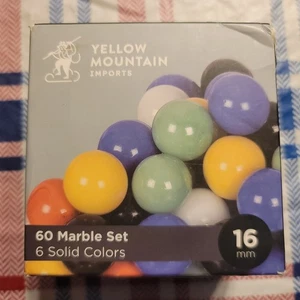 YELLOW
MOUNTAIN
IMPORTS
60 Marble Set
6 Solid Colors
16
mm